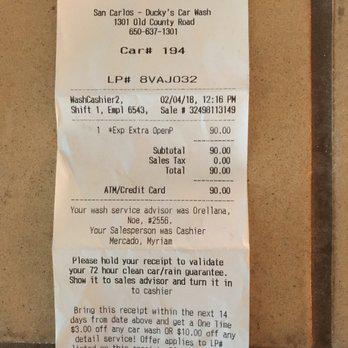 San Carlos - Ducky's Car Wash
1301 Old County Road
650-637-1301
Car# 194
LP# 8VAJ032
WashCashier2, 02/04/18, 12:16 PM
Shift 1, Empl 6543, Sale # 32498113149
1 *Exp Extra OpenP 90.00
Subtotal 90.00
Sales Tax 0.00
Total 90.00
ATM/Credit Card 90.00
Your wash service advisor was Orellana,
Noe, #2556.
Your Salesperson was Cashier
Mercado, Myriam
Please hold your receipt to validate
your 72 hour clean car/rain guarantee.
Show it to sales advisor and turn it in
to cashier
Bring this receipt within the next 14
days from date above and get a One time
$3.00 off any car wash OR $10.00 off any
detail service! Offer applies to LP#